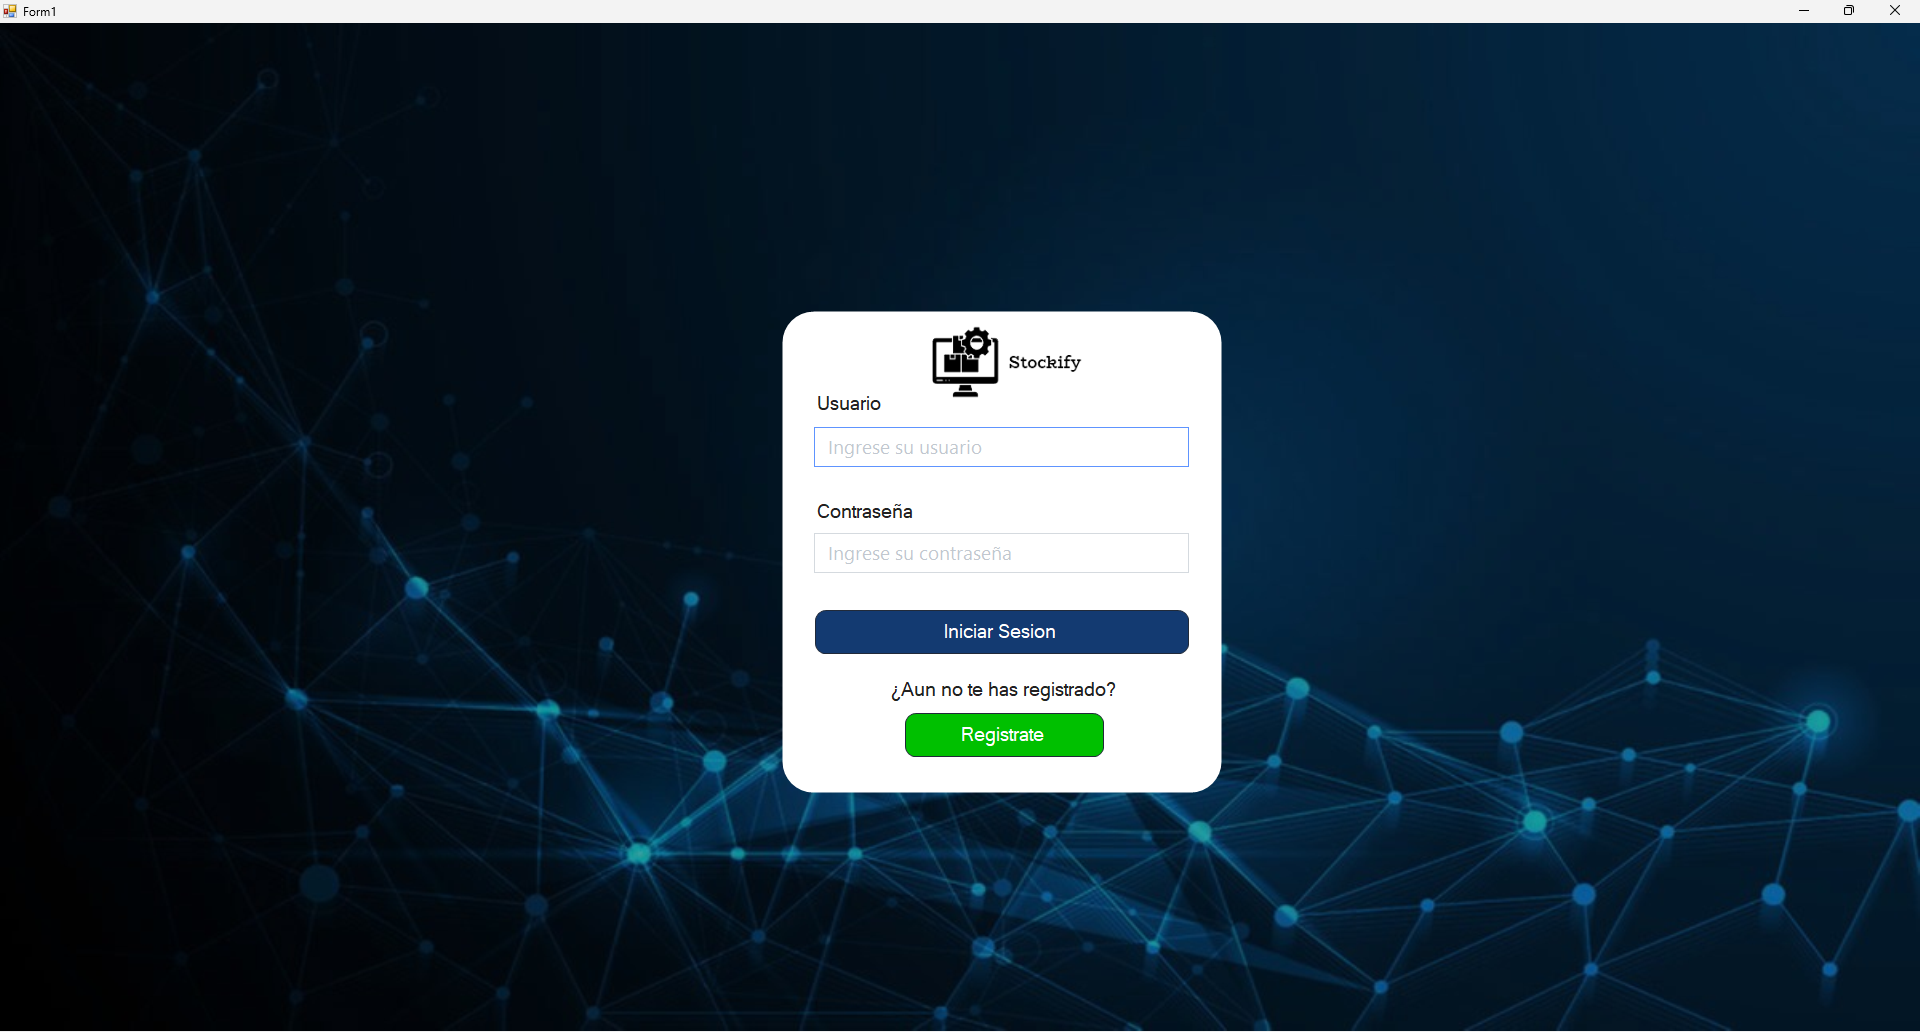 Form1
Stockify
Usuario
Ingrese su usuario
Contraseña
Ingrese su contraseña
Iniciar Sesion
¿Aun no te has registrado?
Registrate